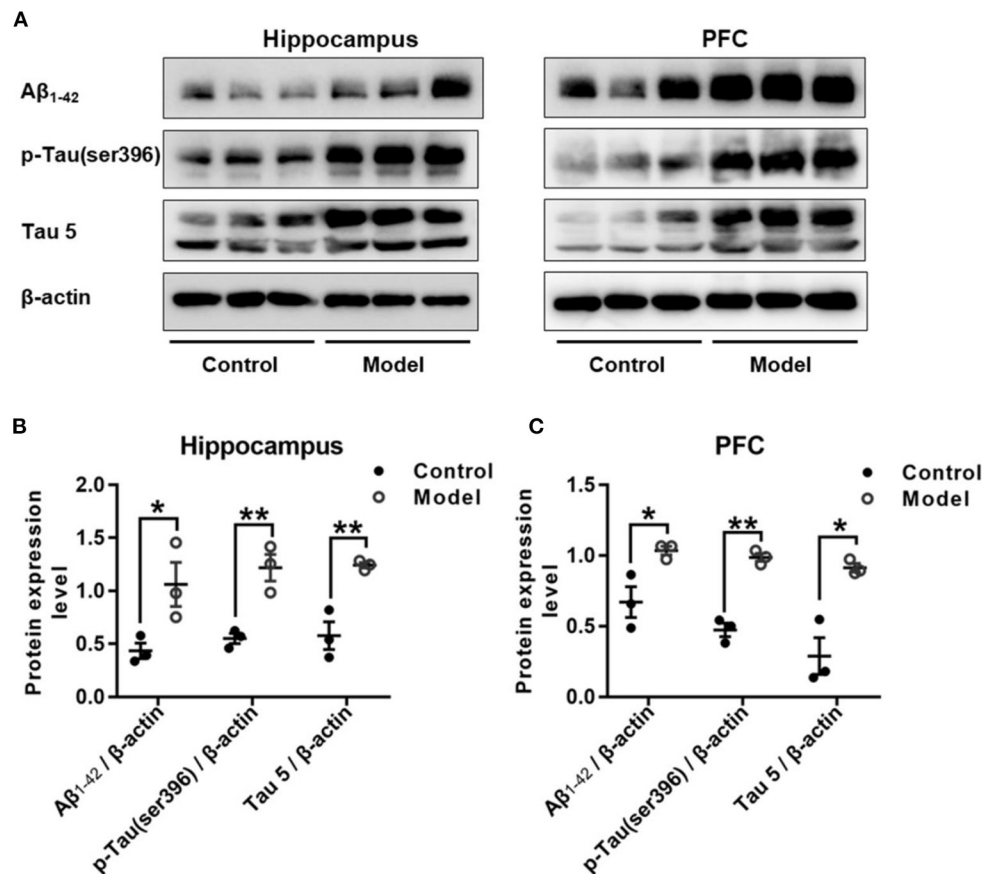 A
Hippocampus
PFC
Aβ₁₋₄₂
p-Tau(ser396)
Tau 5
β-actin
Control
Model
Control
Model
B
Hippocampus
Control
Model
Protein expression
level
2.0
1.5
1.0
0.5
0.0
*
**
**
Aβ₁₋₄₂ / β-actin
p-Tau(ser396) / β-actin
Tau 5 / β-actin
C
PFC
Control
Model
Protein expression
level
1.5
1.0
0.5
0.0
*
**
*
Aβ₁₋₄₂ / β-actin
p-Tau(ser396) / β-actin
Tau 5 / β-actin